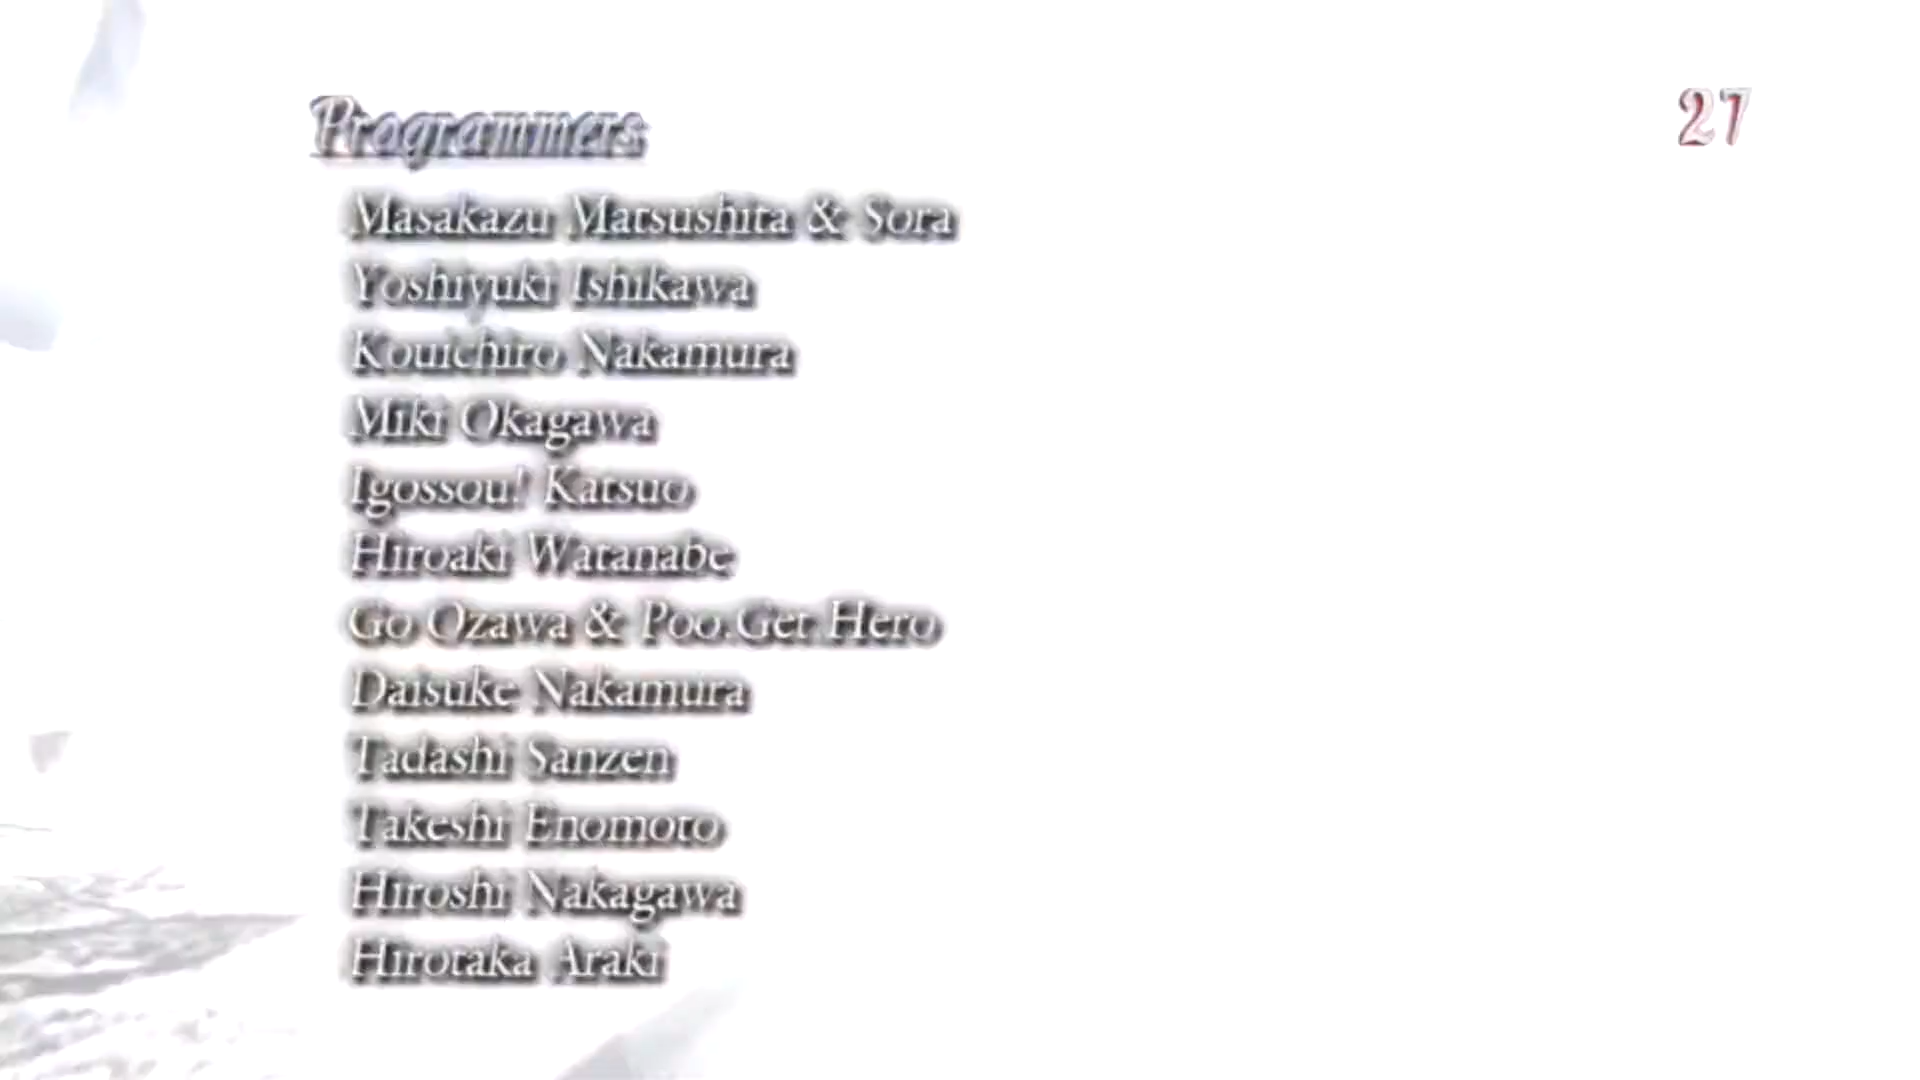 Programmers
27
Masakazu Matsushita & Sora
Yoshiyuki Ishikawa
Kouichiro Nakamura
Miki Okagawa
Igossou! Katsuo
Hiroaki Watanabe
Go Ozawa & Poo.Get.Hero
Daisuke Nakamura
Tadashi Sanzen
Takeshi Enomoto
Hiroshi Nakagawa
Hirotaka Araki